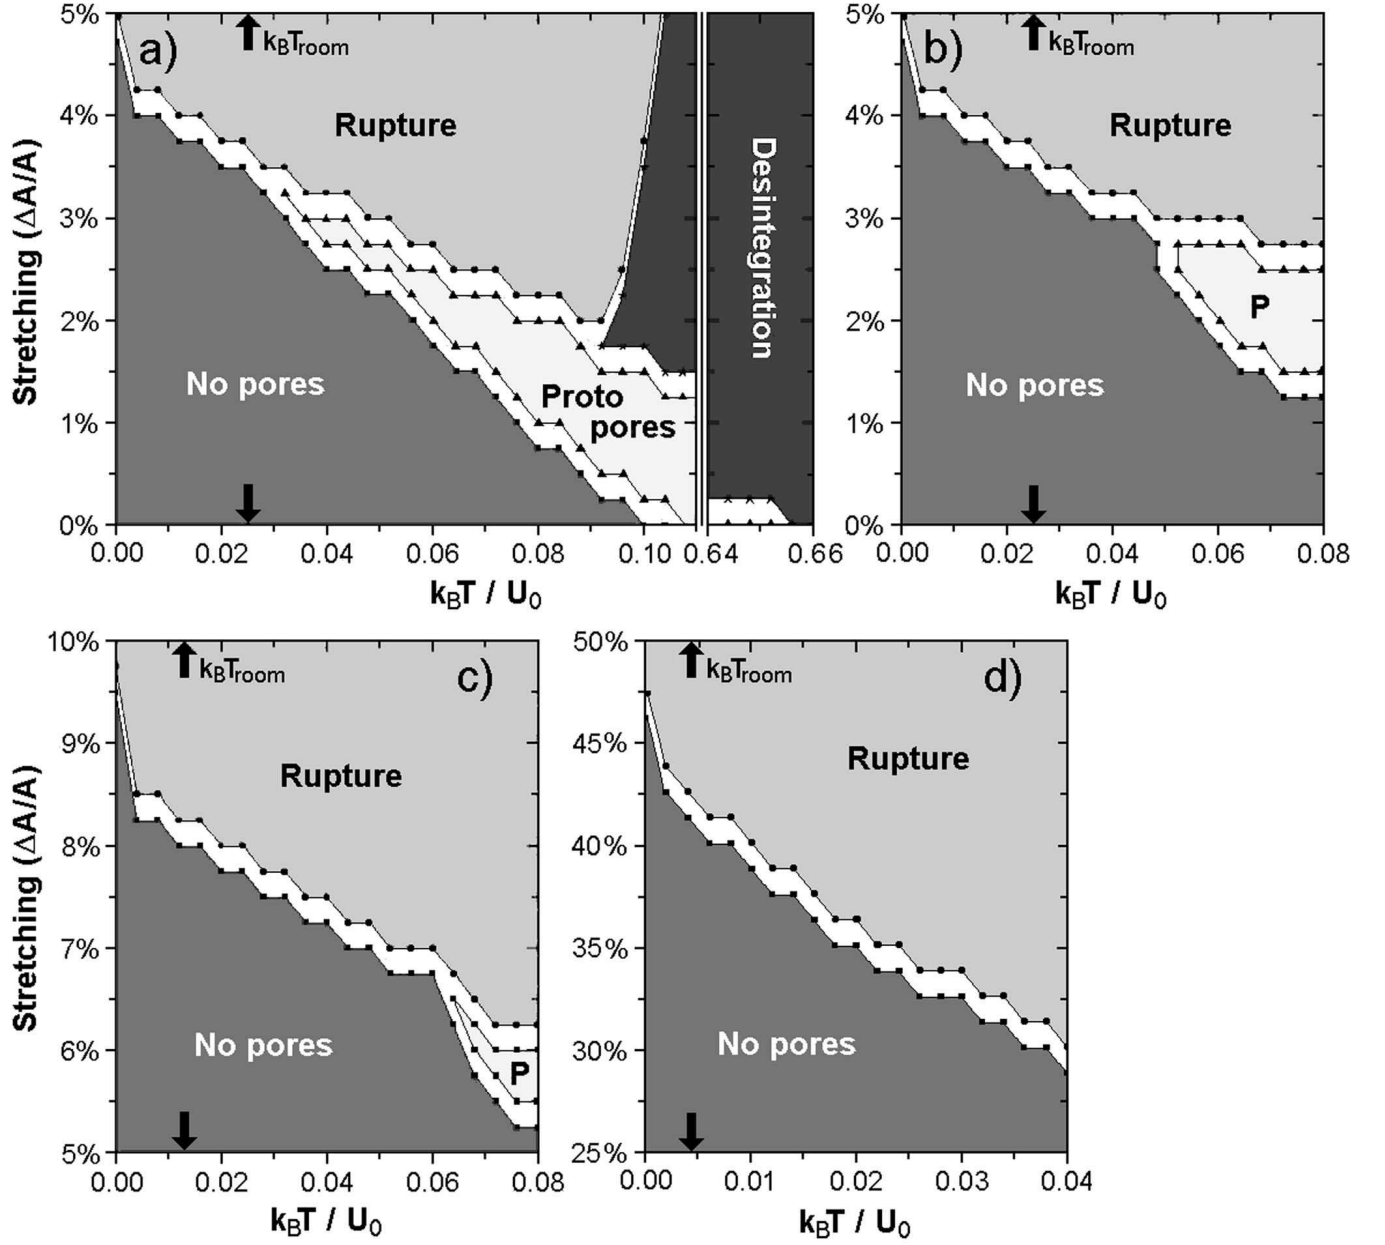 a)
kBTroom
Rupture
Desintegration
No pores
Proto
pores
Stretching (ΔA/A)
5%
4%
3%
2%
1%
0%
0.00 0.02 0.04 0.06 0.08 0.10 0.64 0.66
kBT / U0
b)
kBTroom
Rupture
P
No pores
5%
4%
3%
2%
1%
0%
0.00 0.02 0.04 0.06 0.08
kBT / U0
c)
kBTroom
Rupture
No pores
P
Stretching (ΔA/A)
10%
9%
8%
7%
6%
5%
0.00 0.02 0.04 0.06 0.08
kBT / U0
d)
kBTroom
Rupture
No pores
50%
45%
40%
35%
30%
25%
0.00 0.01 0.02 0.03 0.04
kBT / U0